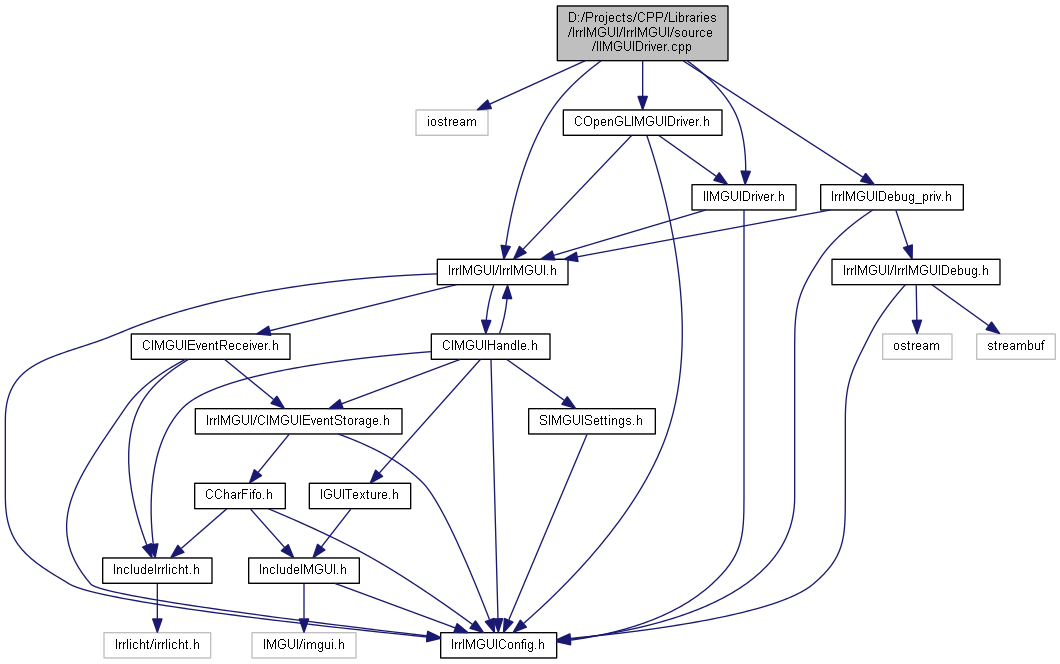 D:/Projects/CPP/Libraries
/IrrIMGUI/IrrIMGUI/source
/IIMGUIDriver.cpp
iostream
COpenGLIMGUIDriver.h
IIMGUIDriver.h
IrrIMGUIDebug_priv.h
IrrIMGUI/IrrIMGUI.h
IrrIMGUI/IrrIMGUIDebug.h
CIMGUIEventReceiver.h
CIMGUIHandle.h
ostream
streambuf
IrrIMGUI/CIMGUIEventStorage.h
SIMGUISettings.h
CCharFifo.h
IGUITexture.h
IncludeIrrlicht.h
IncludeIMGUI.h
Irrlicht/irrlicht.h
IMGUI/imgui.h
IrrIMGUIConfig.h